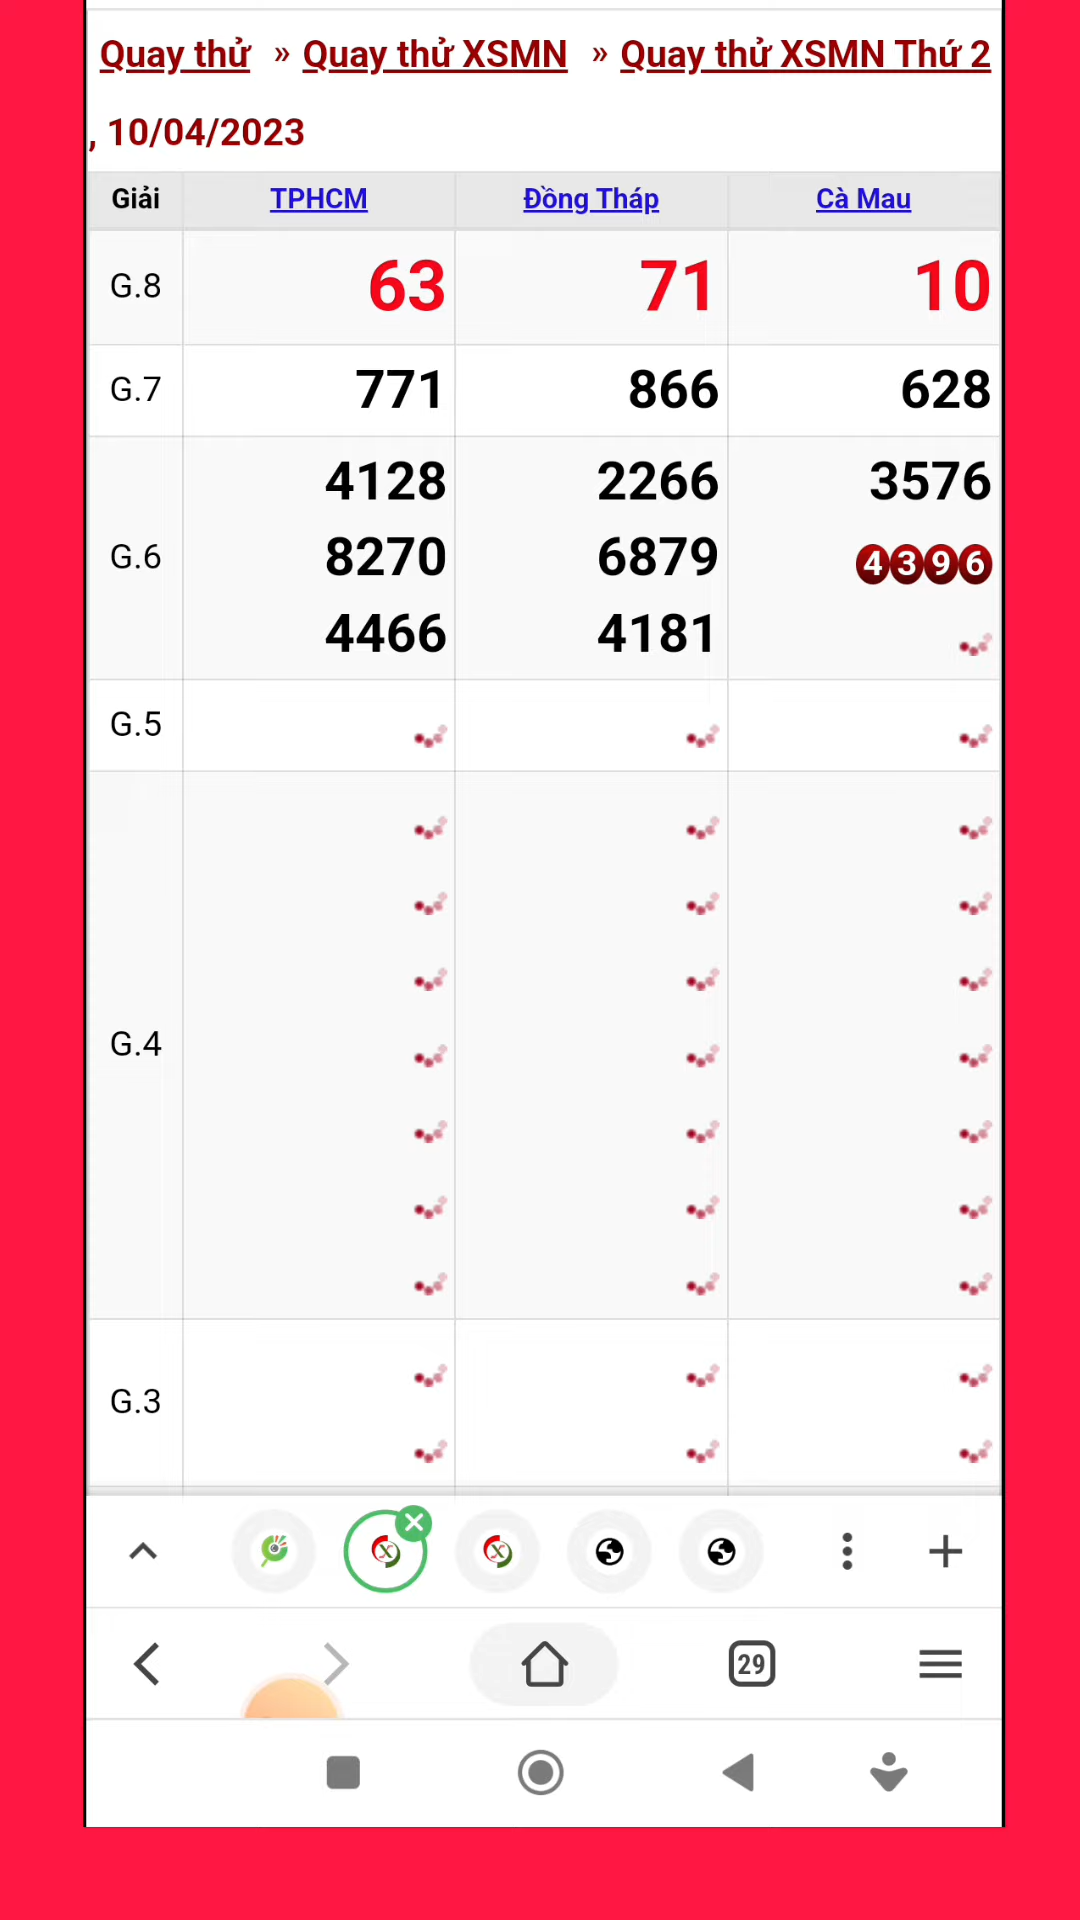 Quay thử » Quay thử XSMN » Quay thử XSMN Thứ 2
, 10/04/2023
Giải TPHCM Đồng Tháp Cà Mau
G.8 63 71 10
G.7 771 866 628
4128 2266 3576
G.6 8270 6879 4396
4466 4181
G.5
G.4
G.3
29